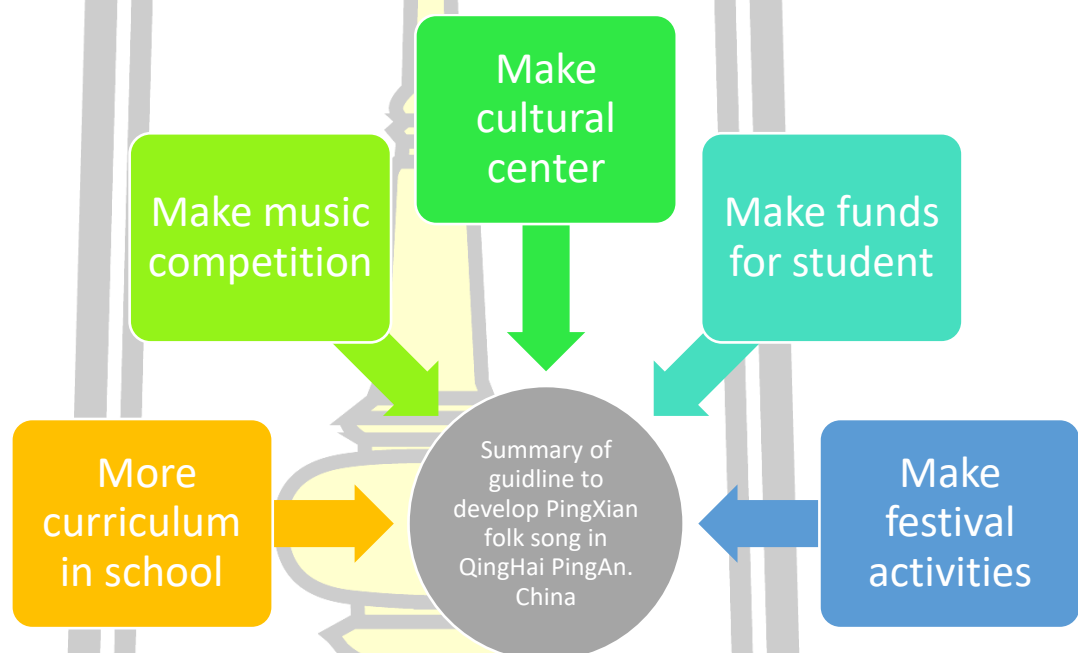 Make
cultural
center
Make music
competition
Make funds
for student
More
curriculum
in school
Summary of
guidline to
develop PingXian
folk song in
QingHai PingAn.
China
Make
festival
activities